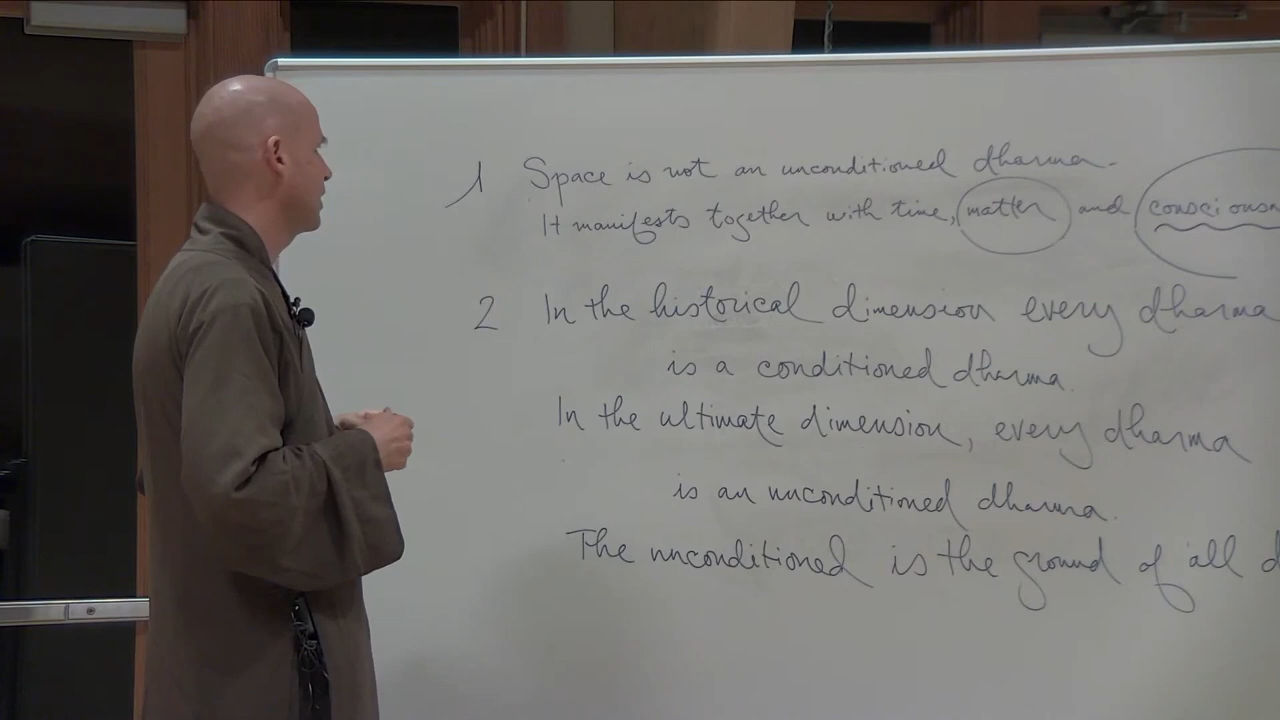 1 Space is not an unconditioned dharma.
It manifests together with time, matter and
2 In the historical dimension every dharma
is a conditioned dharma.
In the ultimate dimension, every dharma
is an unconditioned dharma.
The unconditioned is the ground of all